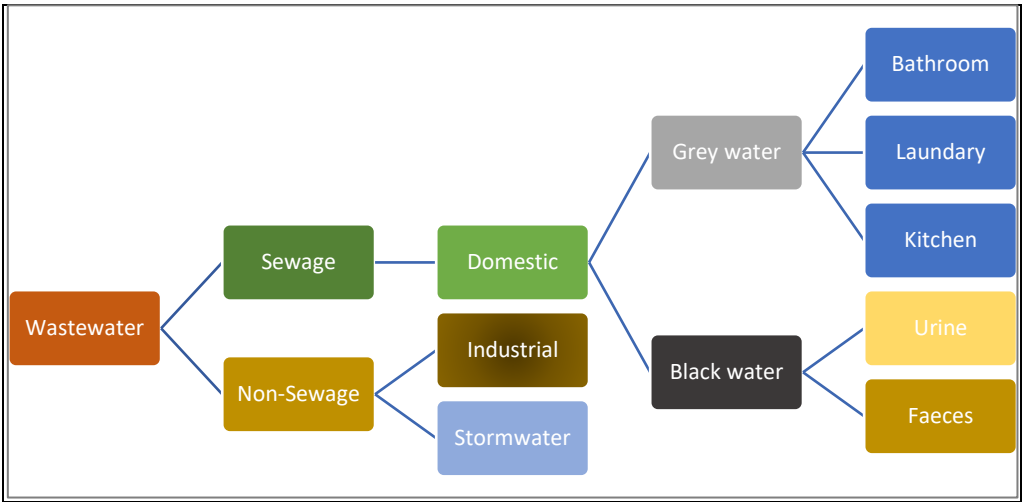 Wastewater
Sewage
Non-Sewage
Domestic
Industrial
Stormwater
Grey water
Black water
Bathroom
Laundary
Kitchen
Urine
Faeces